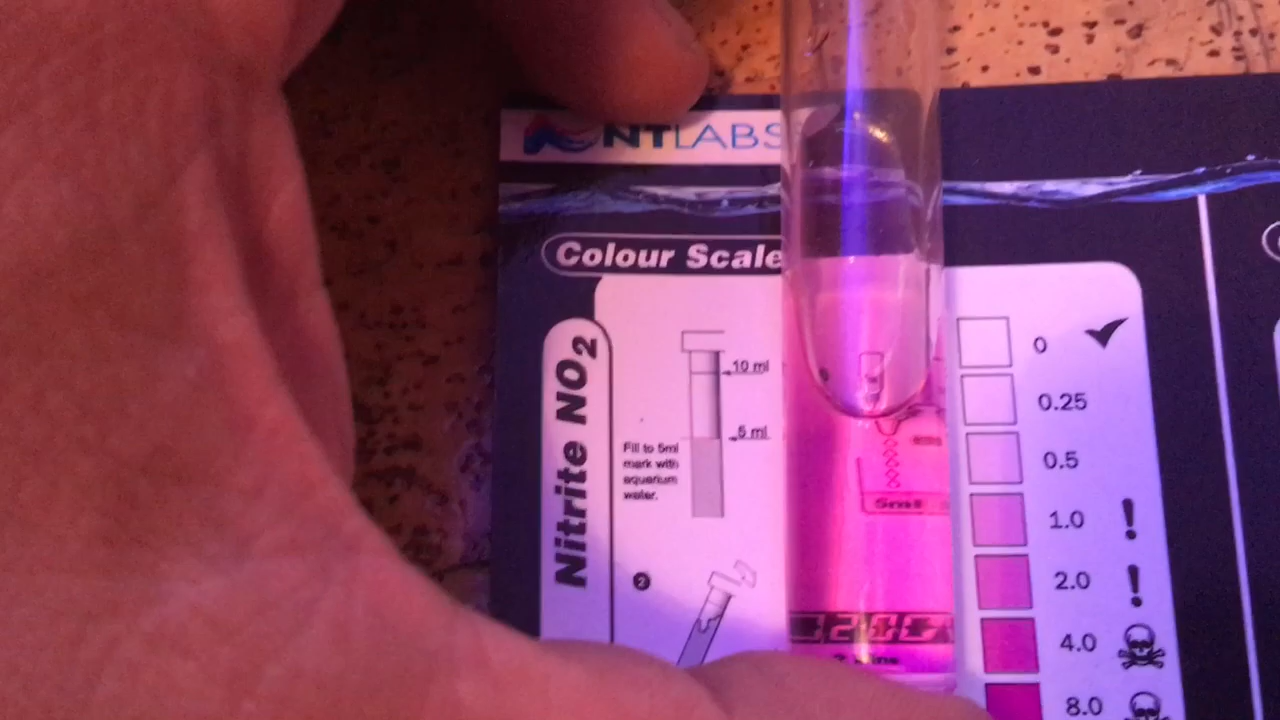 NTLABS
Colour Scale
Nitrite NO2
10 ml
5 ml
Fill to 5ml
mark with
aquarium
water.
2
5ml
0
0.25
0.5
1.0
2.0
4.0
8.0